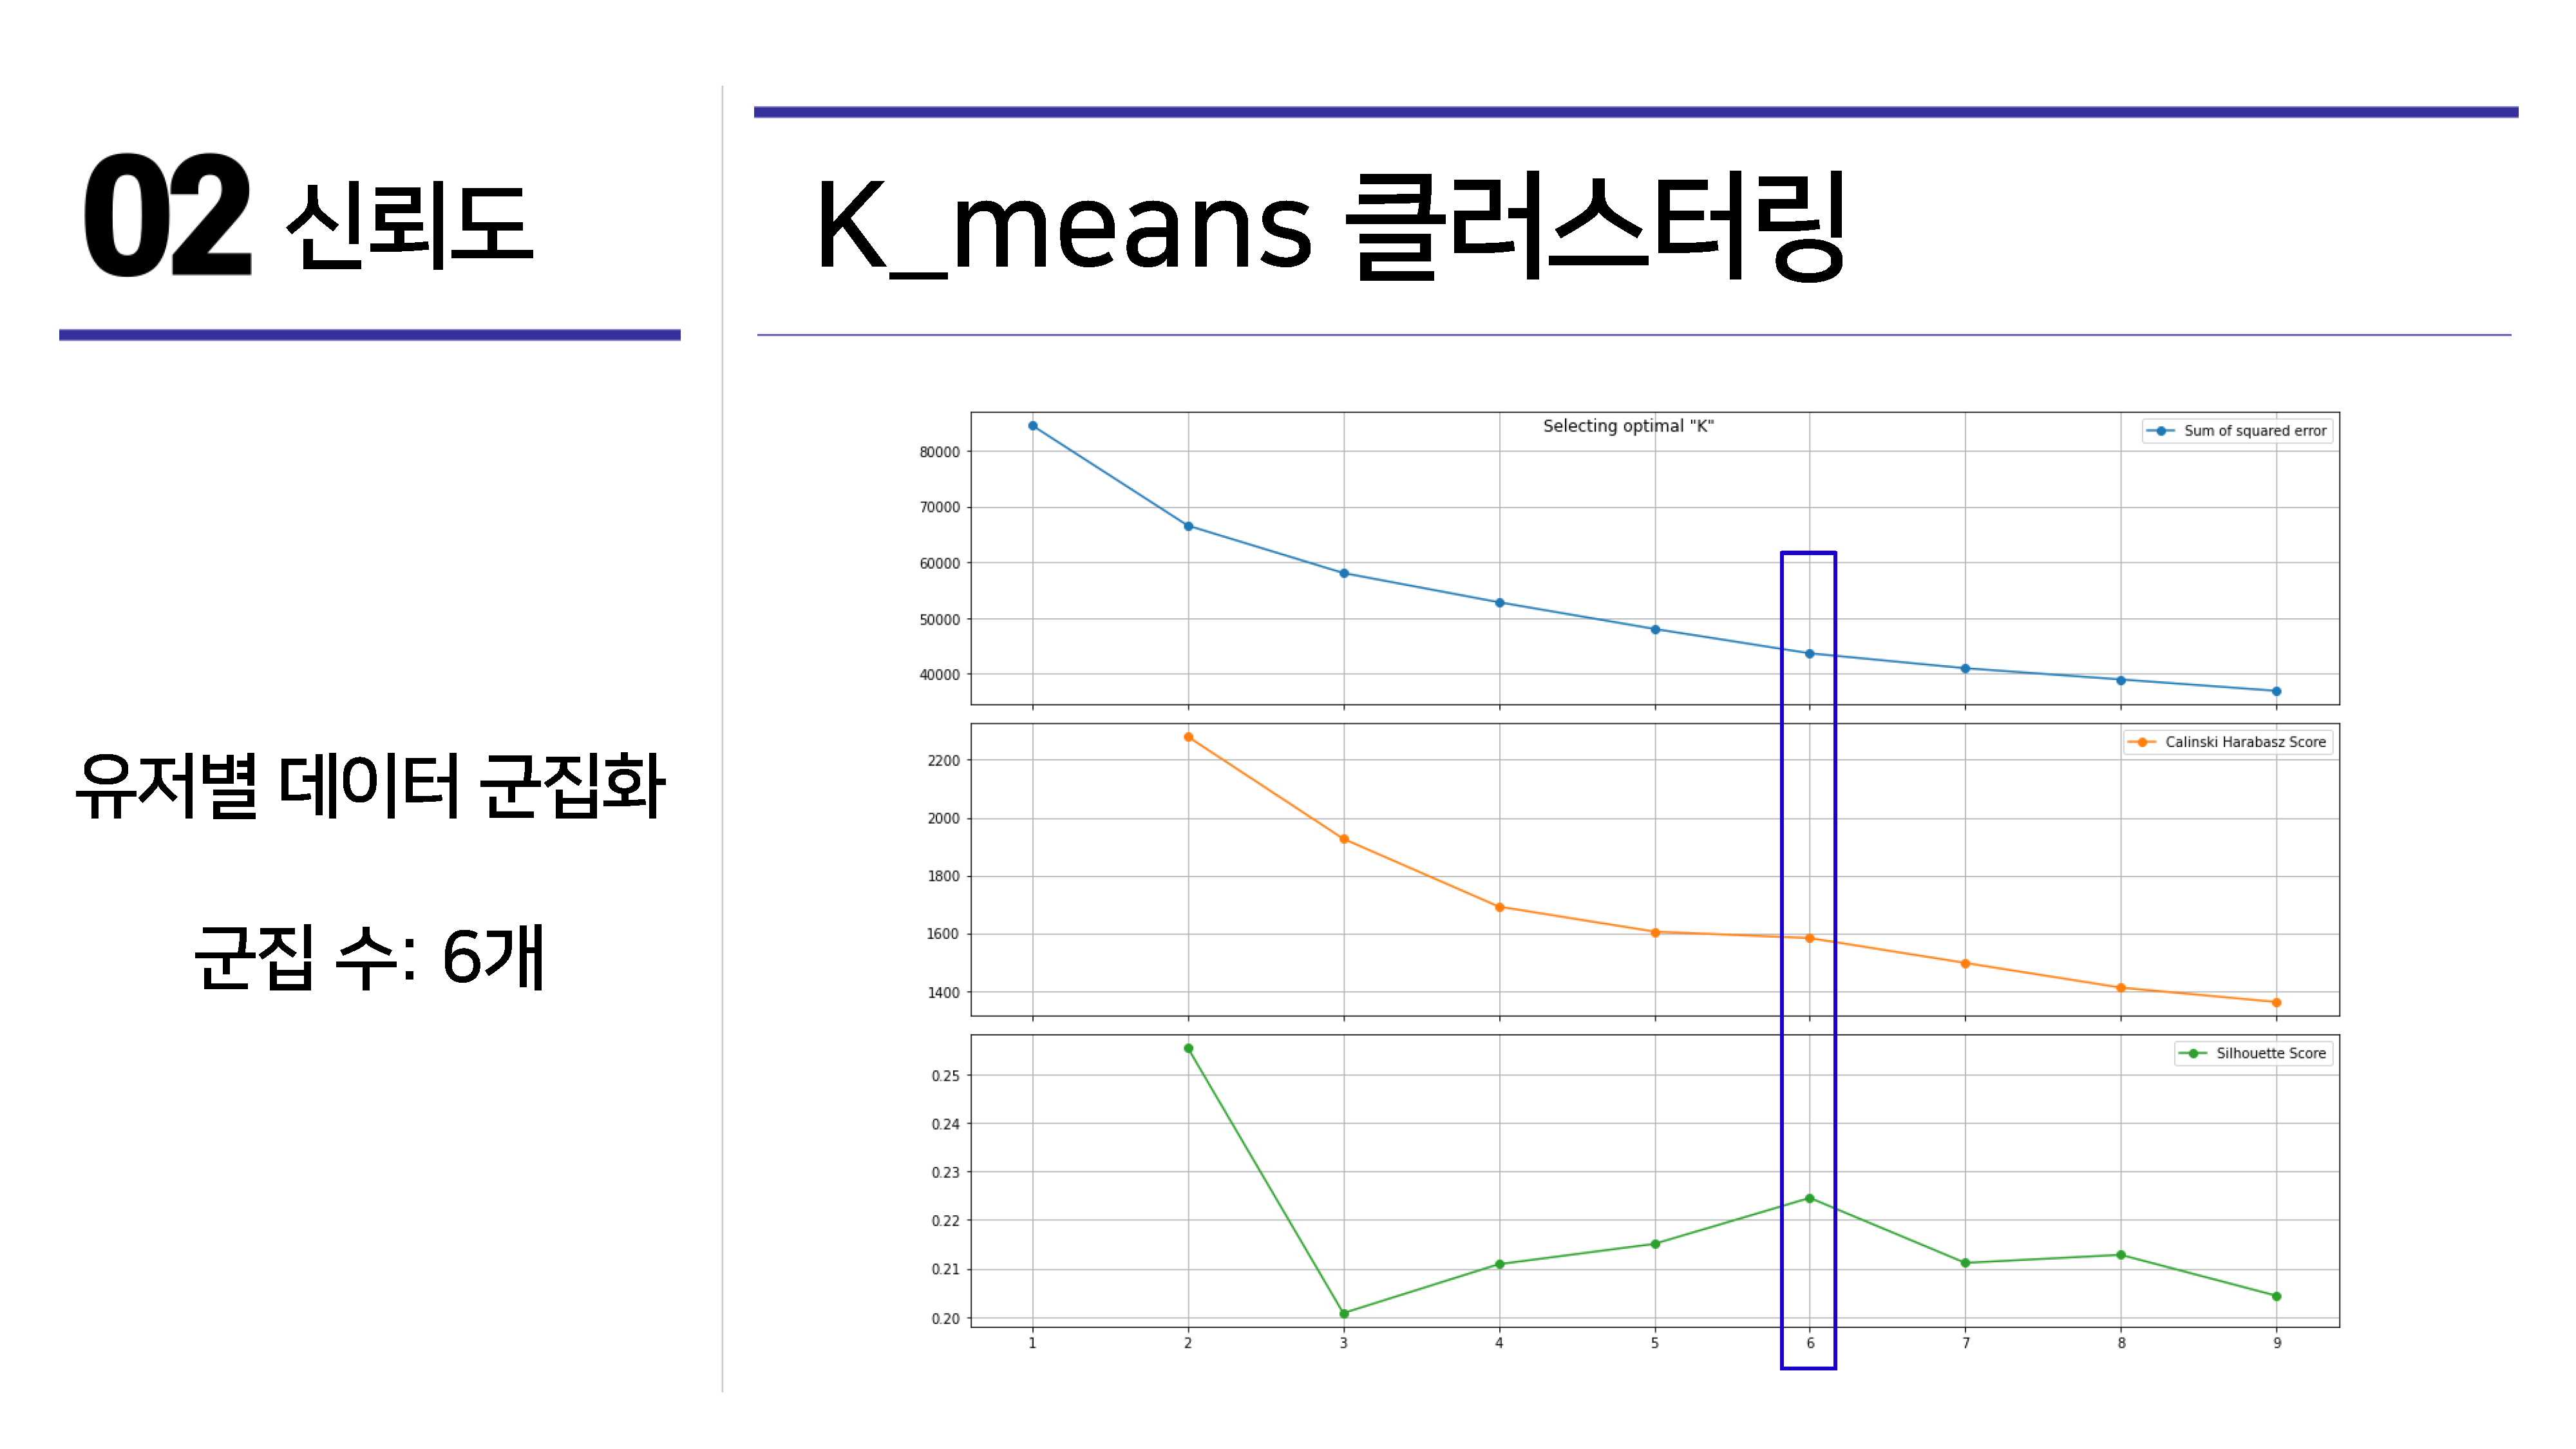 02 신뢰도
K_means 클러스터링
유저별 데이터 군집화
군집 수: 6개
Selecting optimal "K"
Sum of squared error
80000
70000
60000
50000
40000
Calinski Harabasz Score
2200
2000
1800
1600
1400
Silhouette Score
0.25
0.24
0.23
0.22
0.21
0.20
1 2 3 4 5 6 7 8 9